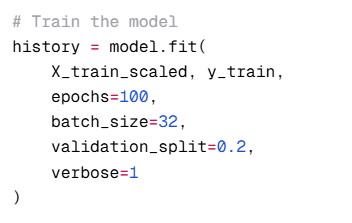 # Train the model
history = model.fit(
    X_train_scaled, y_train,
    epochs=100,
    batch_size=32,
    validation_split=0.2,
    verbose=1
)